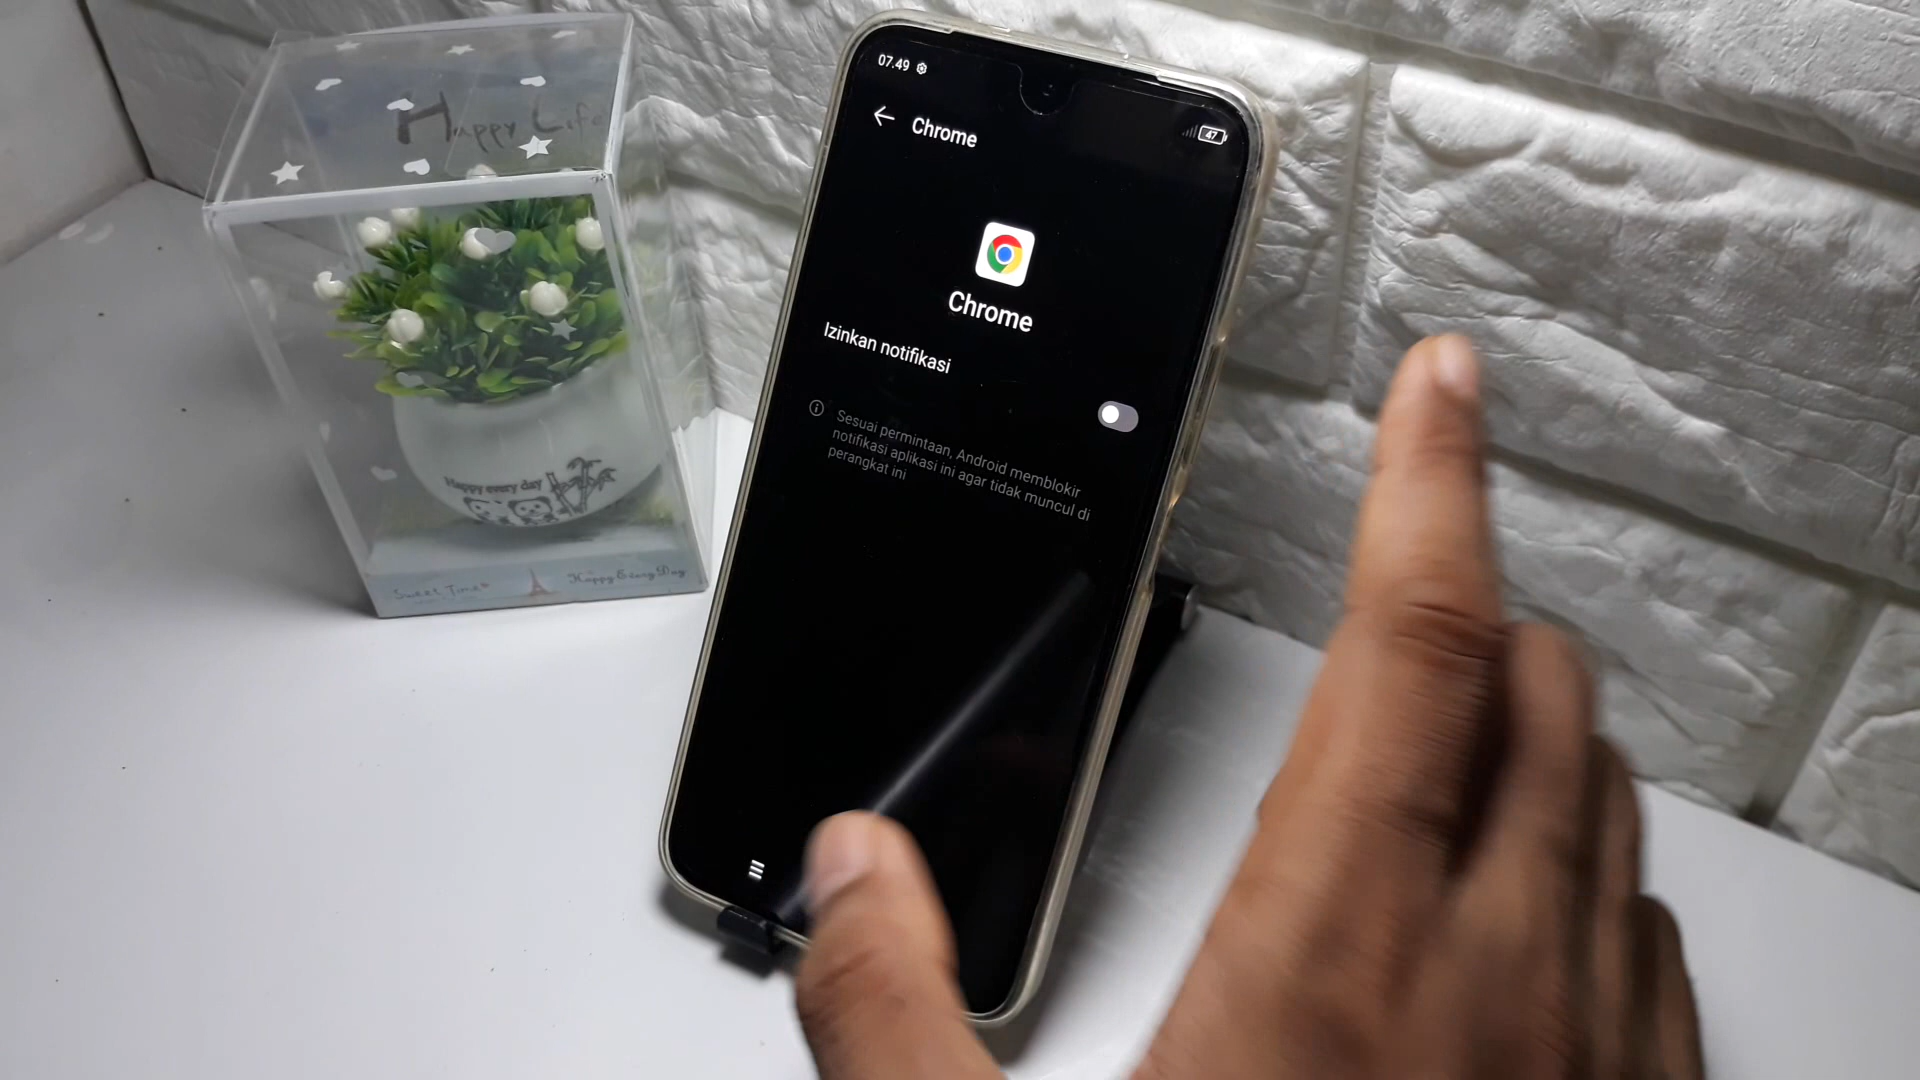 Happy Life
07.49
47
Chrome
Chrome
Izinkan notifikasi
Sesuai permintaan, Android memblokir
notifikasi aplikasi ini agar tidak muncul di
perangkat ini
Happy every day
Sweet Time
Happy Every Day